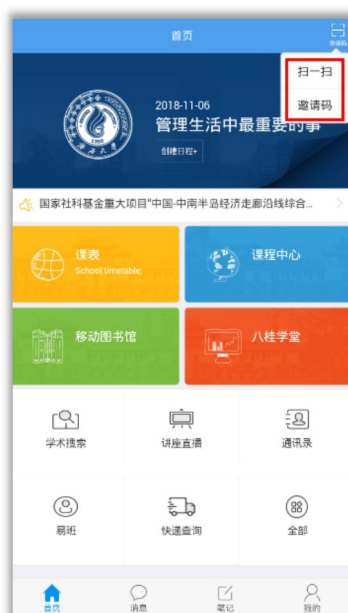 首页
邀请码
扫一扫
邀请码
2018-11-06
管理生活中最重要的事
创建日程+
国家社科基金重大项目“中国-中南半岛经济走廊沿线综合...
课表
School timetable;
课程中心
移动图书馆
八桂学堂
学术搜索
讲座直播
通讯录
易班
快递查询
全部
首页
消息
笔记
我的